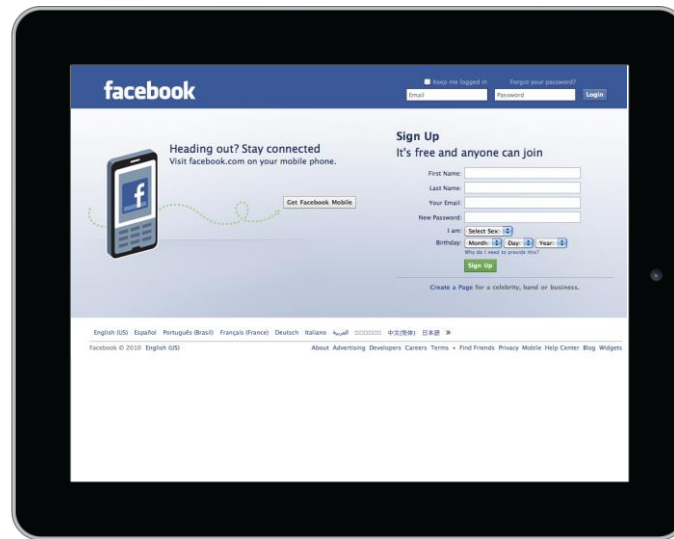 facebook
Keep me logged in Forgot your password?
Email Password Login
Heading out? Stay connected
Visit facebook.com on your mobile phone.
Get Facebook Mobile
Sign Up
It's free and anyone can join
First Name:
Last Name:
Your Email:
New Password:
I am: Select Sex:
Birthday: Month: Day: Year:
Why do I need to provide this?
Sign Up
Create a Page for a celebrity, band or business.
English (US) Español Português (Brasil) Français (France) Deutsch Italiano العربية 中文(简体) 日本語 »
Facebook © 2010 English (US) About Advertising Developers Careers Terms • Find Friends Privacy Mobile Help Center Blog Widgets